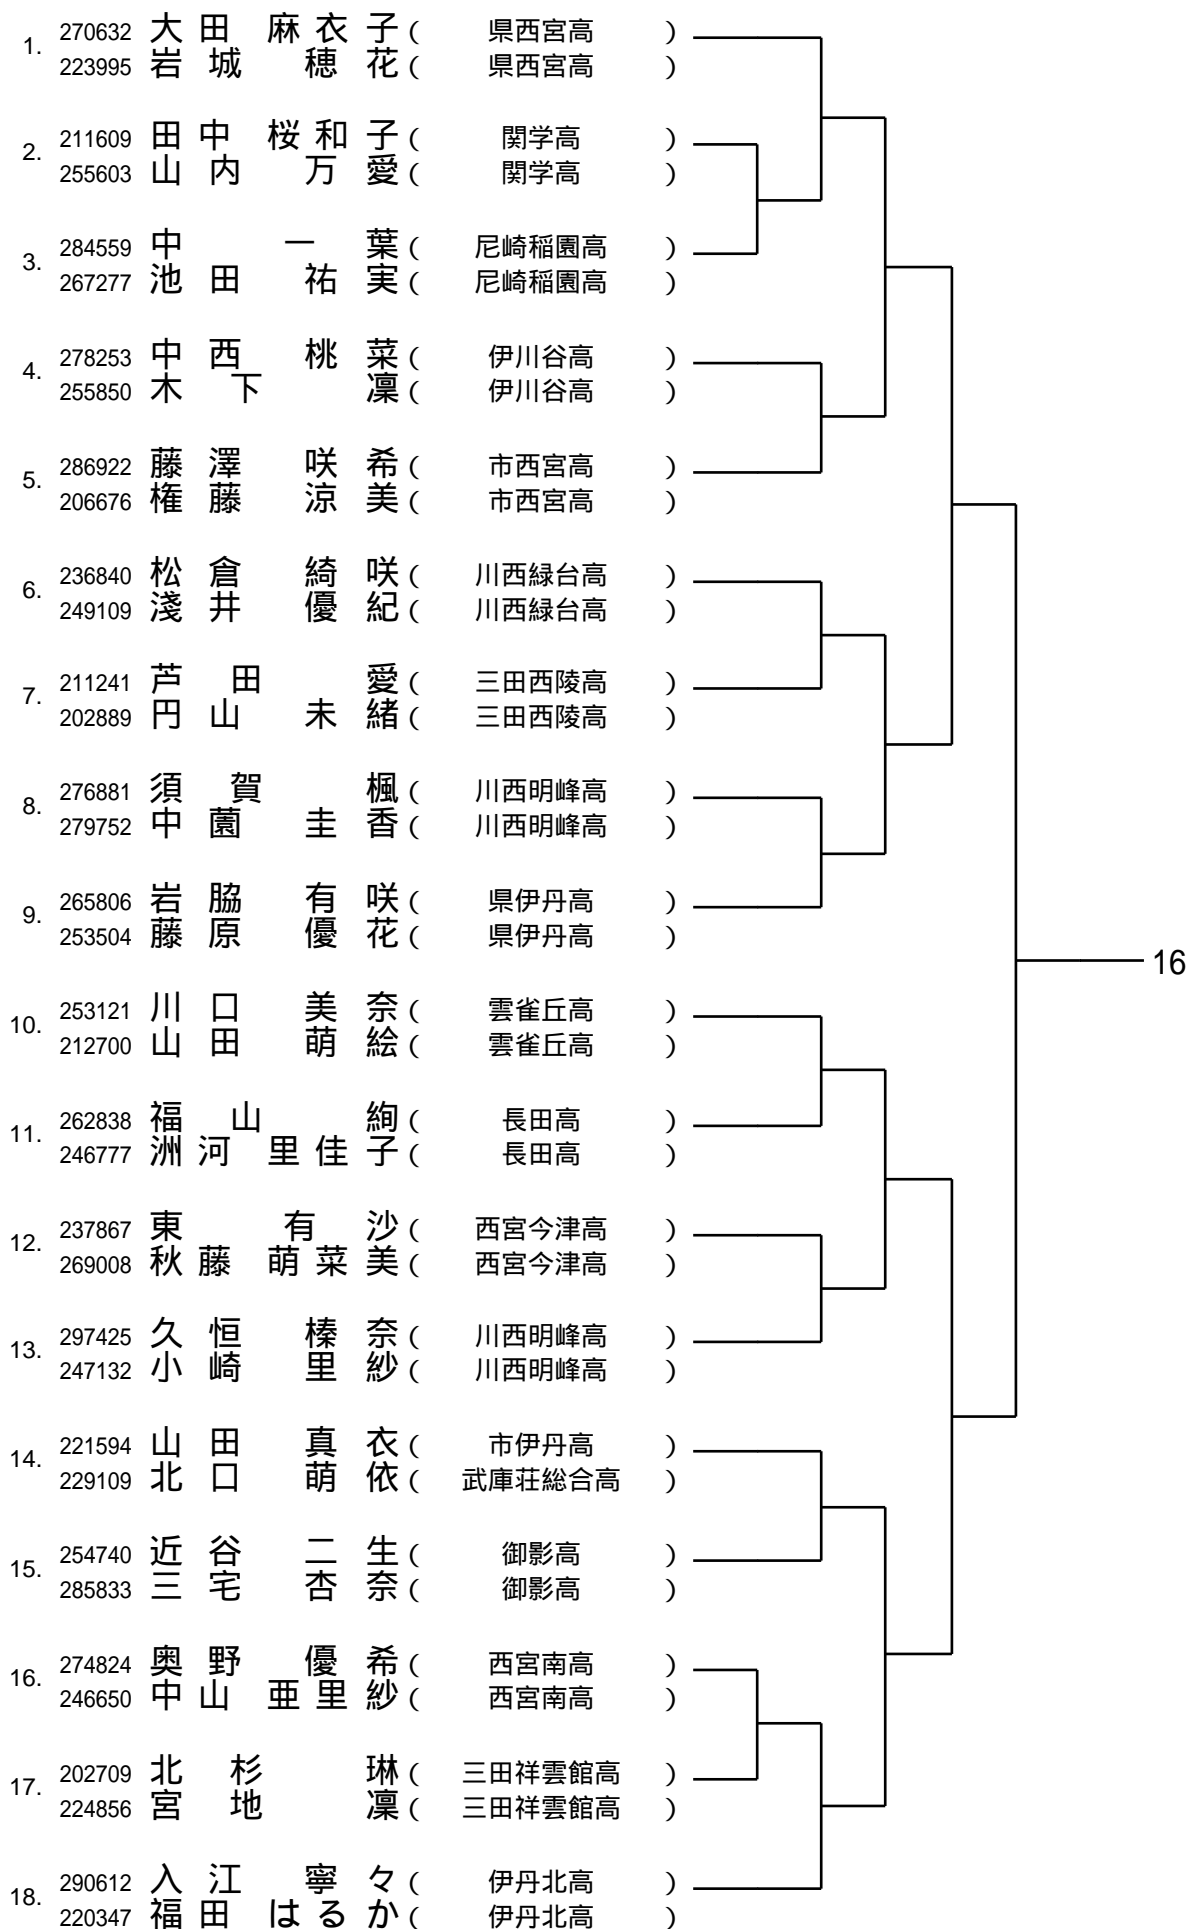 1. 270632 大田 麻衣子 ( 県西宮高 )
223995 岩城 穂花 ( 県西宮高 )
2. 211609 田中 桜和子 ( 関学高 )
255603 山内 万愛 ( 関学高 )
3. 284559 中 一葉 ( 尼崎稲園高 )
267277 池田 祐実 ( 尼崎稲園高 )
4. 278253 中西 桃菜 ( 伊川谷高 )
255850 木下 凜 ( 伊川谷高 )
5. 286922 藤澤 咲希 ( 市西宮高 )
206676 権藤 涼美 ( 市西宮高 )
6. 236840 松倉 綺咲 ( 川西緑台高 )
249109 淺井 優紀 ( 川西緑台高 )
7. 211241 芦田 愛 ( 三田西陵高 )
202889 円山 未緒 ( 三田西陵高 )
8. 276881 須賀 楓 ( 川西明峰高 )
279752 中園 圭香 ( 川西明峰高 )
9. 265806 岩脇 有咲 ( 県伊丹高 )
253504 藤原 優花 ( 県伊丹高 )
16
10. 253121 川口 美奈 ( 雲雀丘高 )
212700 山田 萌絵 ( 雲雀丘高 )
11. 262838 福山 絢 ( 長田高 )
246777 洲河 里佳子 ( 長田高 )
12. 237867 東 有沙 ( 西宮今津高 )
269008 秋藤 萌菜美 ( 西宮今津高 )
13. 297425 久恒 榛奈 ( 川西明峰高 )
247132 小崎 里紗 ( 川西明峰高 )
14. 221594 山田 真衣 ( 市伊丹高 )
229109 北口 萌依 ( 武庫荘総合高 )
15. 254740 近谷 二生 ( 御影高 )
285833 三宅 杏奈 ( 御影高 )
16. 274824 奥野 優希 ( 西宮南高 )
246650 中山 亜里紗 ( 西宮南高 )
17. 202709 北杉 琳 ( 三田祥雲館高 )
224856 宮地 凜 ( 三田祥雲館高 )
18. 290612 入江 寧々 ( 伊丹北高 )
220347 福田 はるか ( 伊丹北高 )